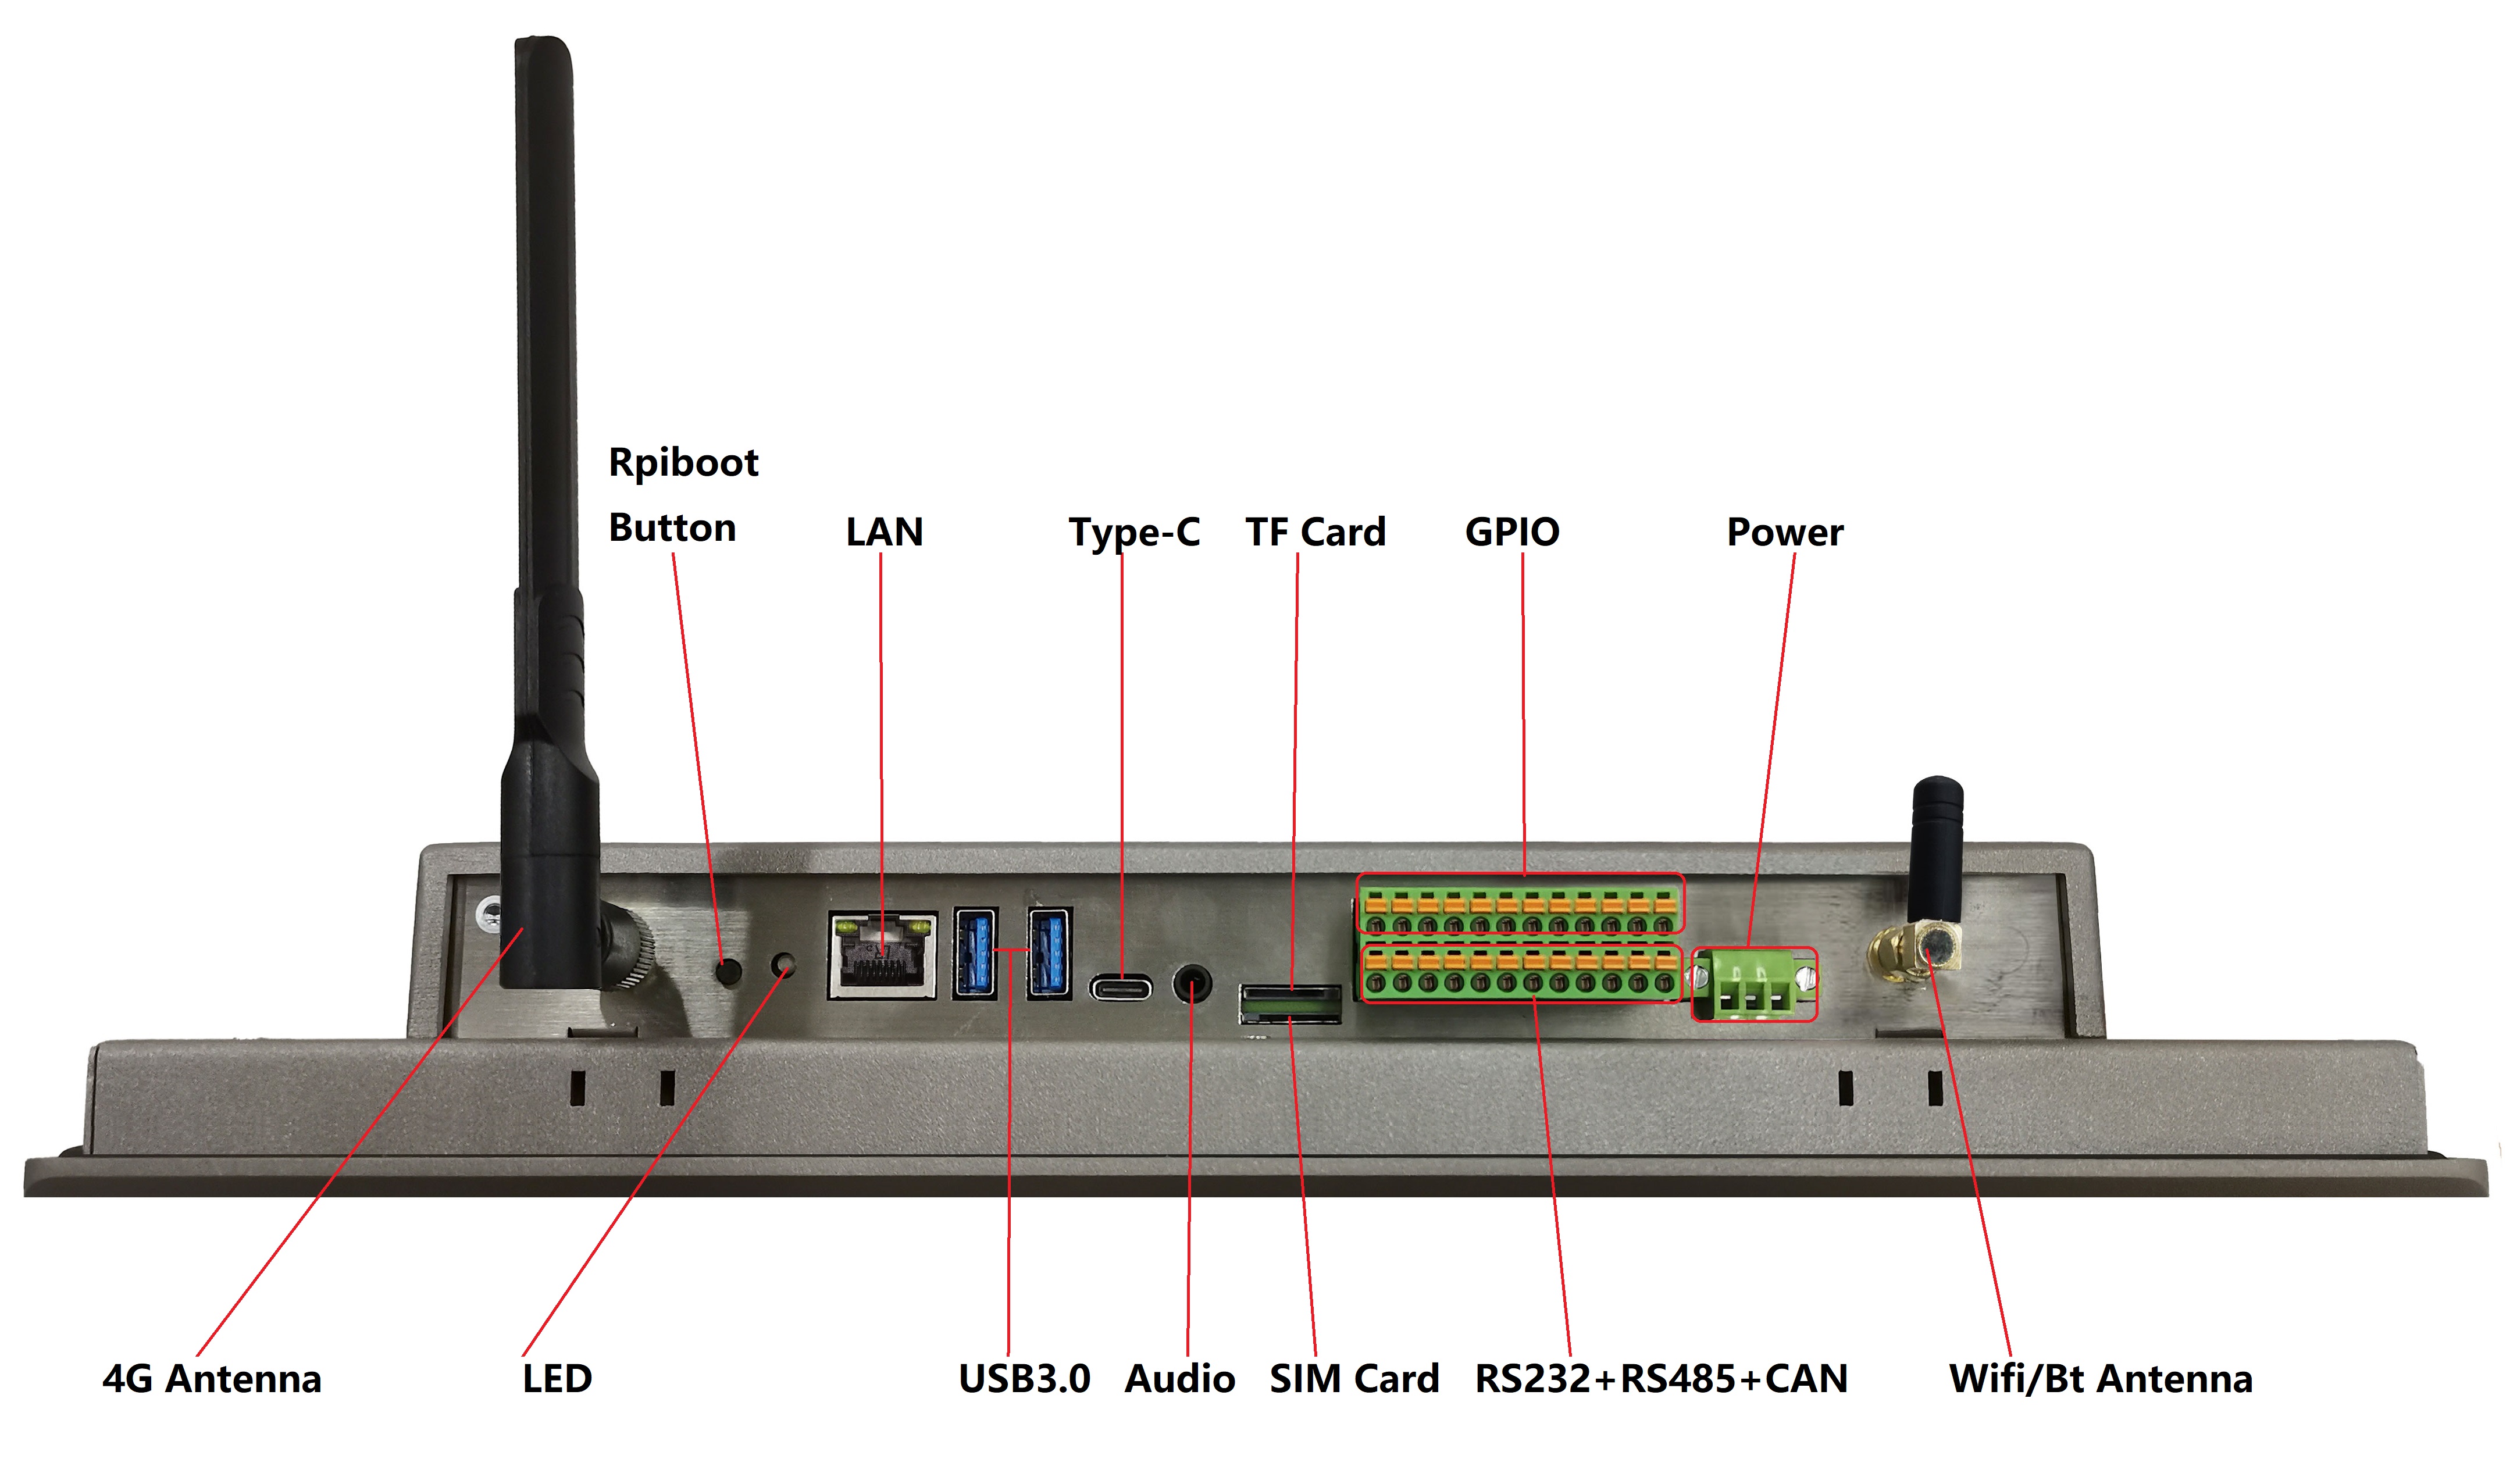 Rpiboot
Button
LAN
Type-C
TF Card
GPIO
Power
4G Antenna
LED
USB3.0
Audio
SIM Card
RS232+RS485+CAN
Wifi/Bt Antenna